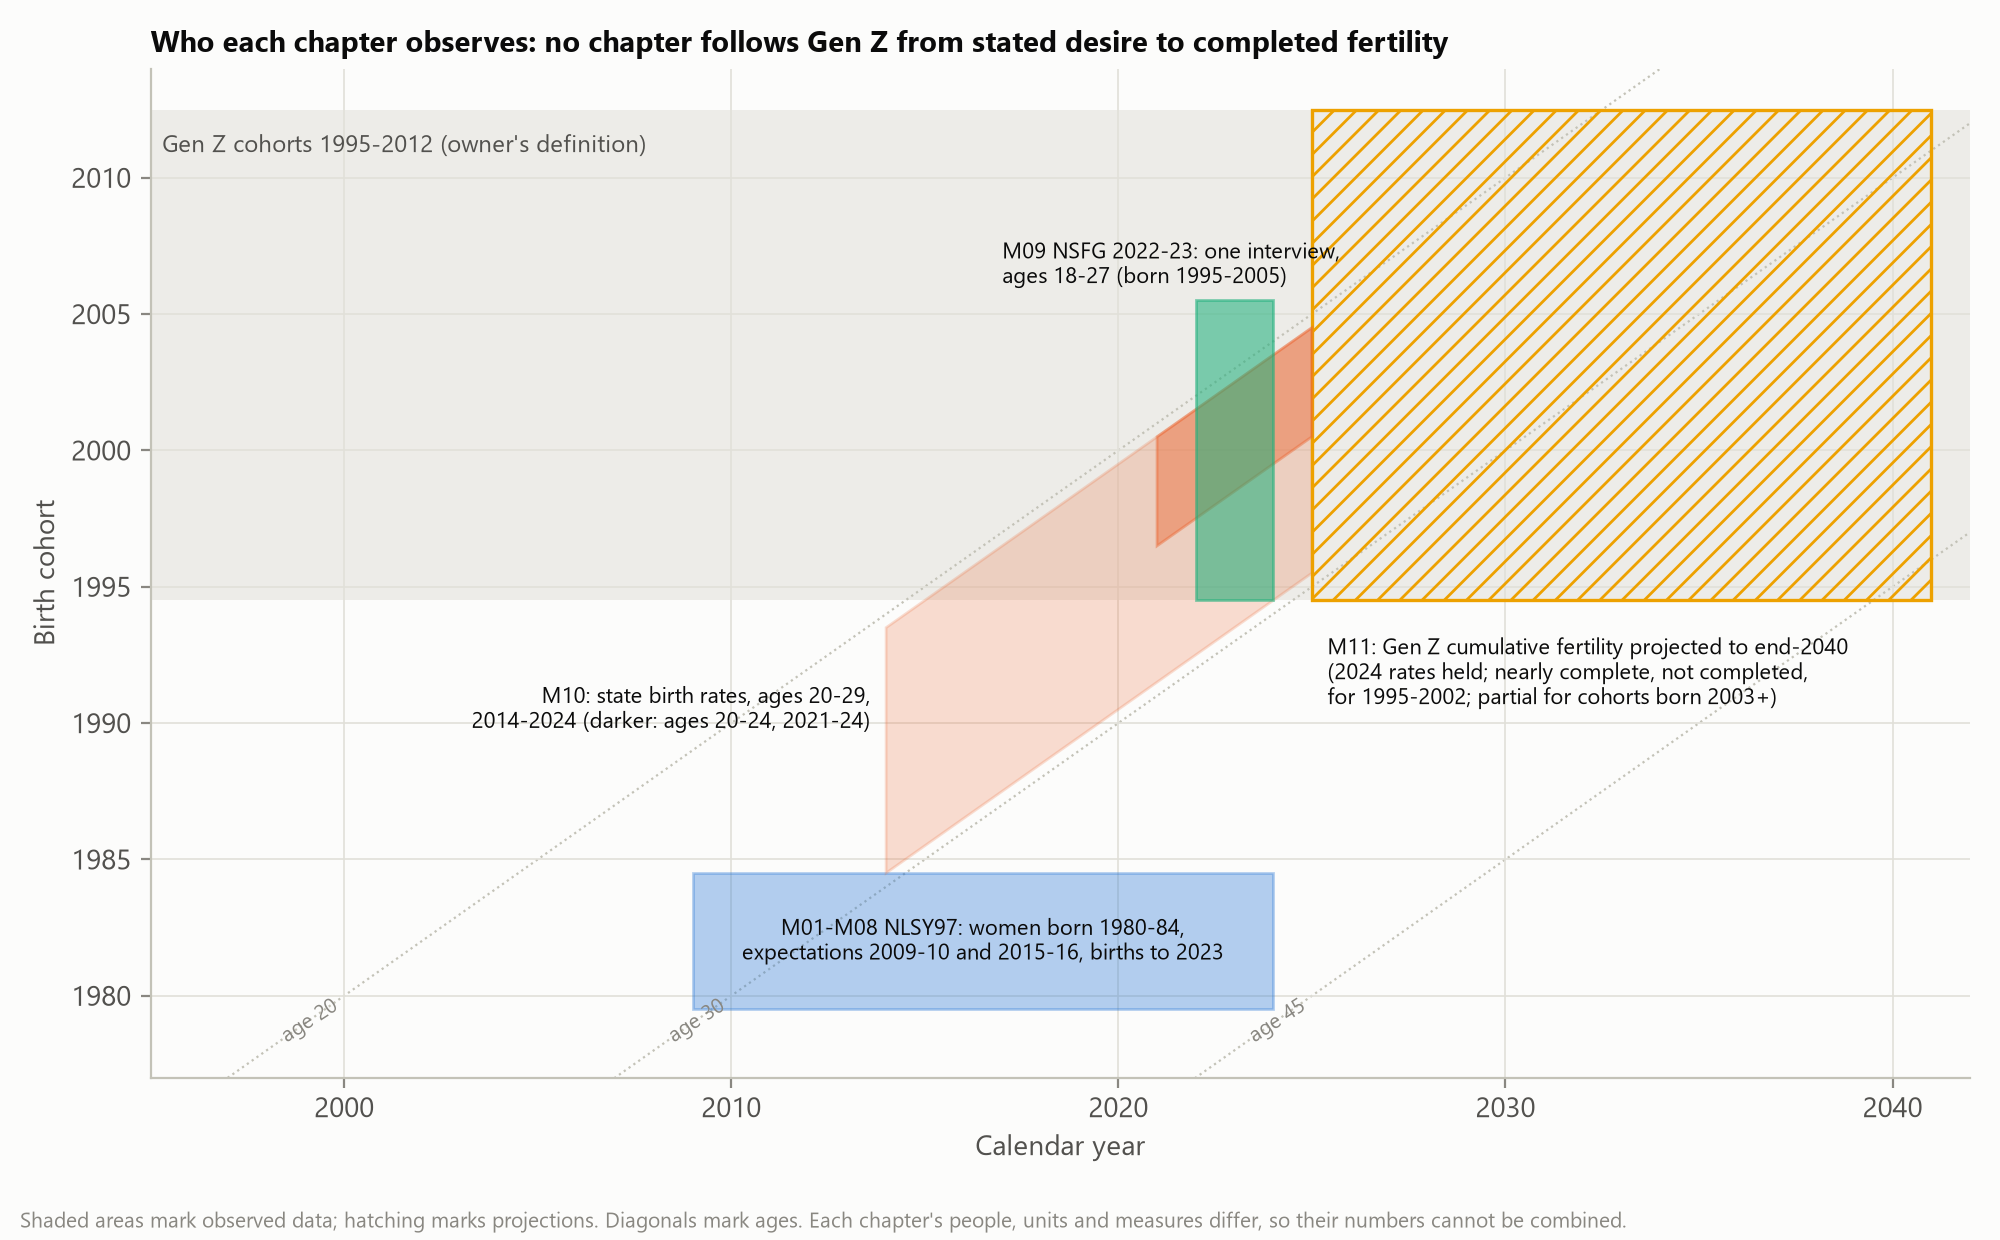 Who each chapter observes: no chapter follows Gen Z from stated desire to completed fertility
Gen Z cohorts 1995-2012 (owner's definition)
M09 NSFG 2022-23: one interview,
ages 18-27 (born 1995-2005)
M11: Gen Z cumulative fertility projected to end-2040
(2024 rates held; nearly complete, not completed,
for 1995-2002; partial for cohorts born 2003+)
M10: state birth rates, ages 20-29,
2014-2024 (darker: ages 20-24, 2021-24)
M01-M08 NLSY97: women born 1980-84,
expectations 2009-10 and 2015-16, births to 2023
age 20
age 30
age 45
Birth cohort
2010
2005
2000
1995
1990
1985
1980
2000
2010
2020
2030
2040
Calendar year
Shaded areas mark observed data; hatching marks projections. Diagonals mark ages. Each chapter's people, units and measures differ, so their numbers cannot be combined.